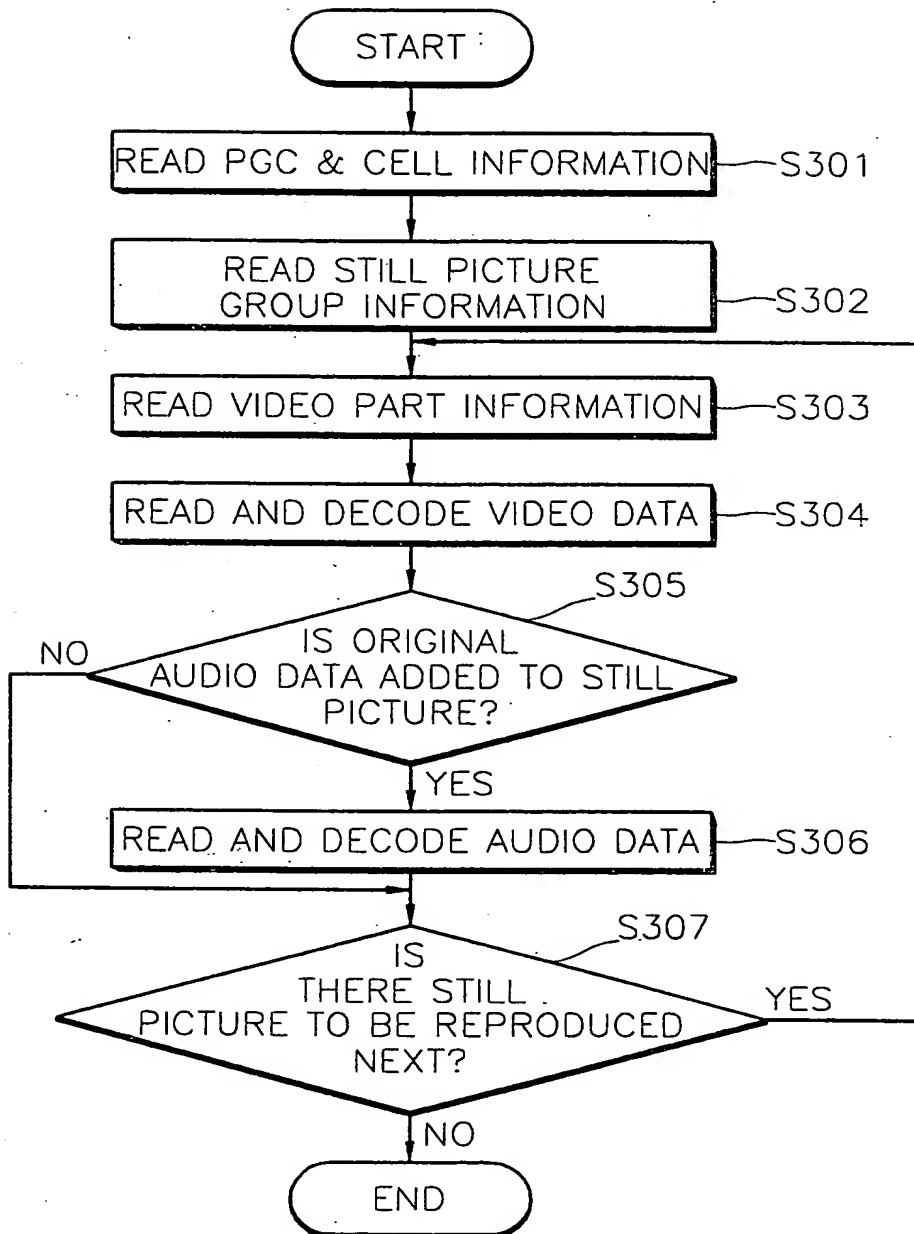 START
READ PGC & CELL INFORMATION
S301
READ STILL PICTURE
GROUP INFORMATION
S302
READ VIDEO PART INFORMATION
S303
READ AND DECODE VIDEO DATA
S304
S305
NO
IS ORIGINAL
AUDIO DATA ADDED TO STILL
PICTURE?
YES
READ AND DECODE AUDIO DATA
S306
S307
IS
THERE STILL
PICTURE TO BE REPRODUCED
NEXT?
YES
NO
END